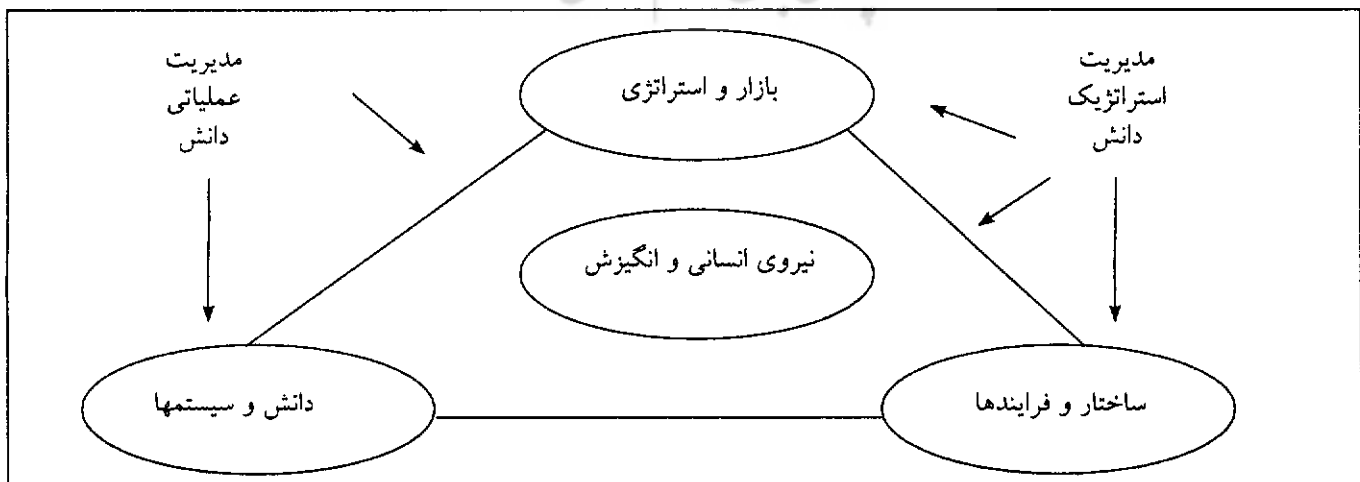 مدیریت
استراتژیک
دانش
بازار و استراتژی
مدیریت
عملیاتی
دانش
نیروی انسانی و انگیزش
ساختار و فرایندها
دانش و سیستمها